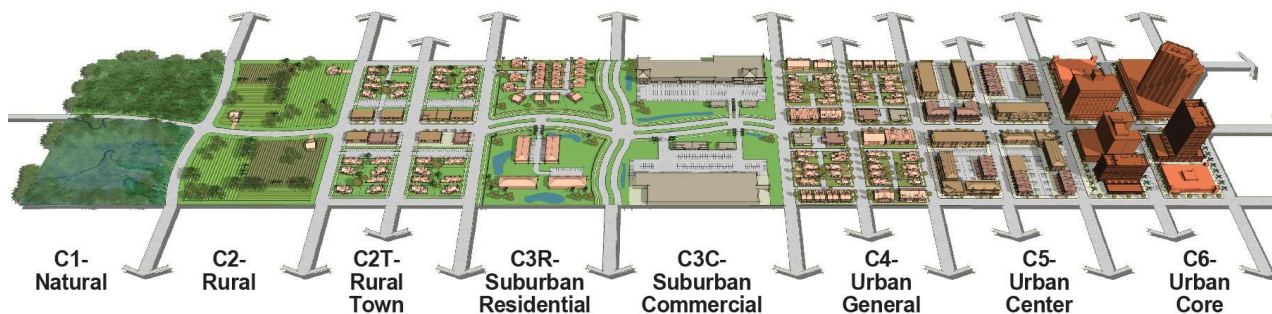 C1-
Natural
C2-
Rural
C2T-
Rural
Town
C3R-
Suburban
Residential
C3C-
Suburban
Commercial
C4-
Urban
General
C5-
Urban
Center
C6-
Urban
Core